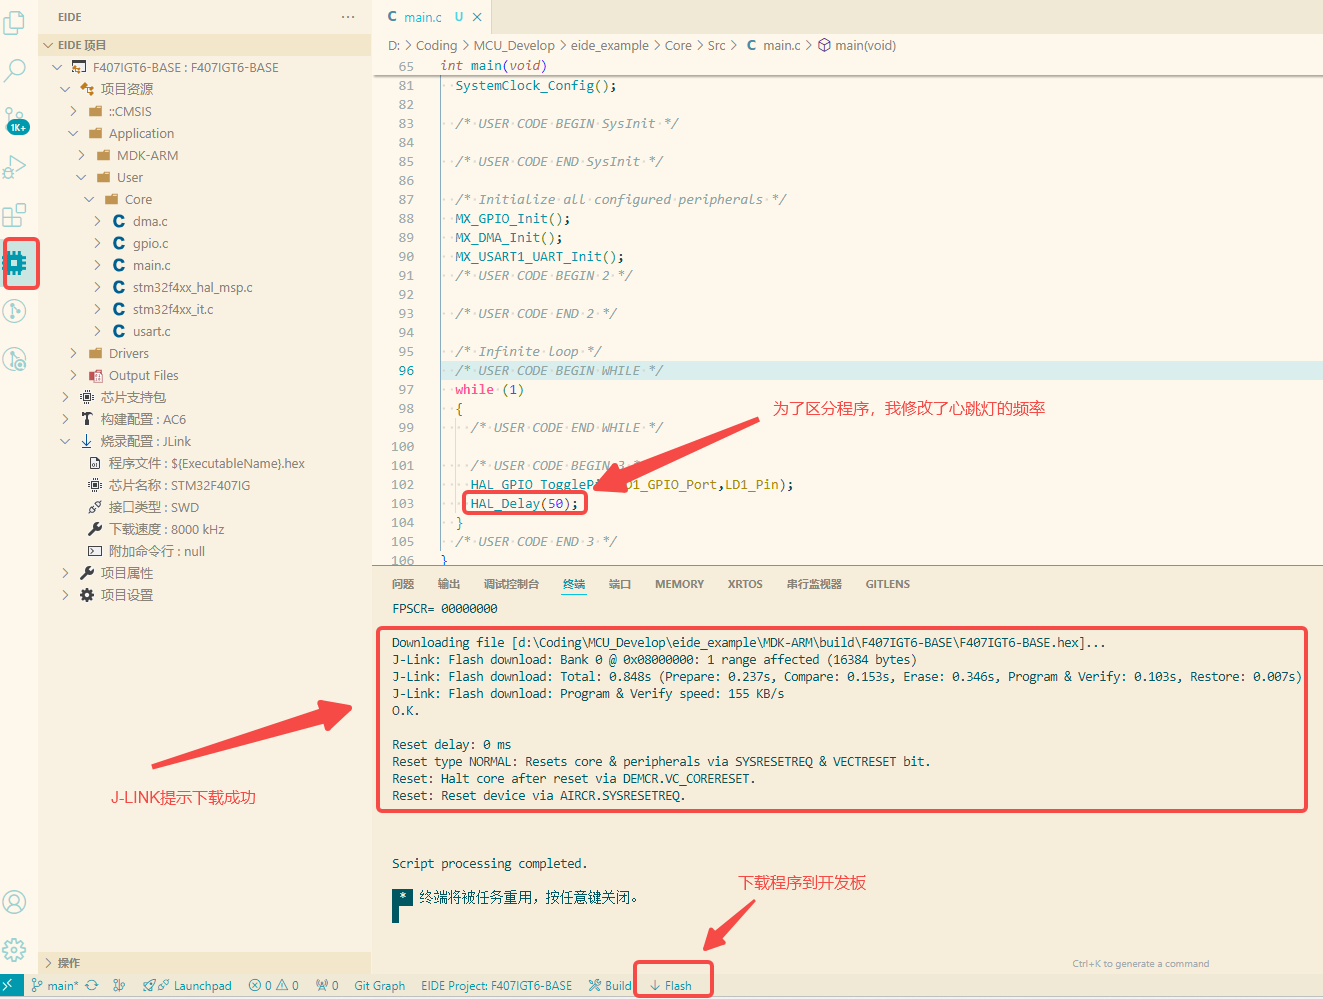 EIDE
...
EIDE 项目
F407IGT6-BASE : F407IGT6-BASE
项目资源
::CMSIS
Application
MDK-ARM
User
Core
dma.c
gpio.c
main.c
stm32f4xx_hal_msp.c
stm32f4xx_it.c
usart.c
Drivers
Output Files
芯片支持包
构建配置 : AC6
烧录配置 : JLink
程序文件 : ${ExecutableName}.hex
芯片名称 : STM32F407IG
接口类型 : SWD
下载速度 : 8000 kHz
附加命令行 : null
项目属性
项目设置
1K+
J-LINK提示下载成功
操作
C main.c U ×
D: > Coding > MCU_Develop > eide_example > Core > Src > C main.c > main(void)
65 int main(void)
81 SystemClock_Config();
82
83 /* USER CODE BEGIN SysInit */
84
85 /* USER CODE END SysInit */
86
87 /* Initialize all configured peripherals */
88 MX_GPIO_Init();
89 MX_DMA_Init();
90 MX_USART1_UART_Init();
91 /* USER CODE BEGIN 2 */
92
93 /* USER CODE END 2 */
94
95 /* Infinite loop */
96 /* USER CODE BEGIN WHILE */
97 while (1)
98 {
为了区分程序，我修改了心跳灯的频率
99 /* USER CODE END WHILE */
100
101 /* USER CODE BEGIN 3 *
102 HAL_GPIO_TogglePi D1_GPIO_Port,LD1_Pin);
103 HAL_Delay(50);
104 }
105 /* USER CODE END 3 */
106 }
问题 输出 调试控制台 终端 端口 MEMORY XRTOS 串行监视器 GITLENS
FPSCR= 00000000
Downloading file [d:\Coding\MCU_Develop\eide_example\MDK-ARM\build\F407IGT6-BASE\F407IGT6-BASE.hex]...
J-Link: Flash download: Bank 0 @ 0x08000000: 1 range affected (16384 bytes)
J-Link: Flash download: Total: 0.848s (Prepare: 0.237s, Compare: 0.153s, Erase: 0.346s, Program & Verify: 0.103s, Restore: 0.007s)
J-Link: Flash download: Program & Verify speed: 155 KB/s
O.K.
Reset delay: 0 ms
Reset type NORMAL: Resets core & peripherals via SYSRESETREQ & VECTRESET bit.
Reset: Halt core after reset via DEMCR.VC_CORERESET.
Reset: Reset device via AIRCR.SYSRESETREQ.
Script processing completed.
下载程序到开发板
* 终端将被任务重用，按任意键关闭。
Ctrl+K to generate a command
main* Launchpad 0 0 0 Git Graph EIDE Project: F407IGT6-BASE Build Flash